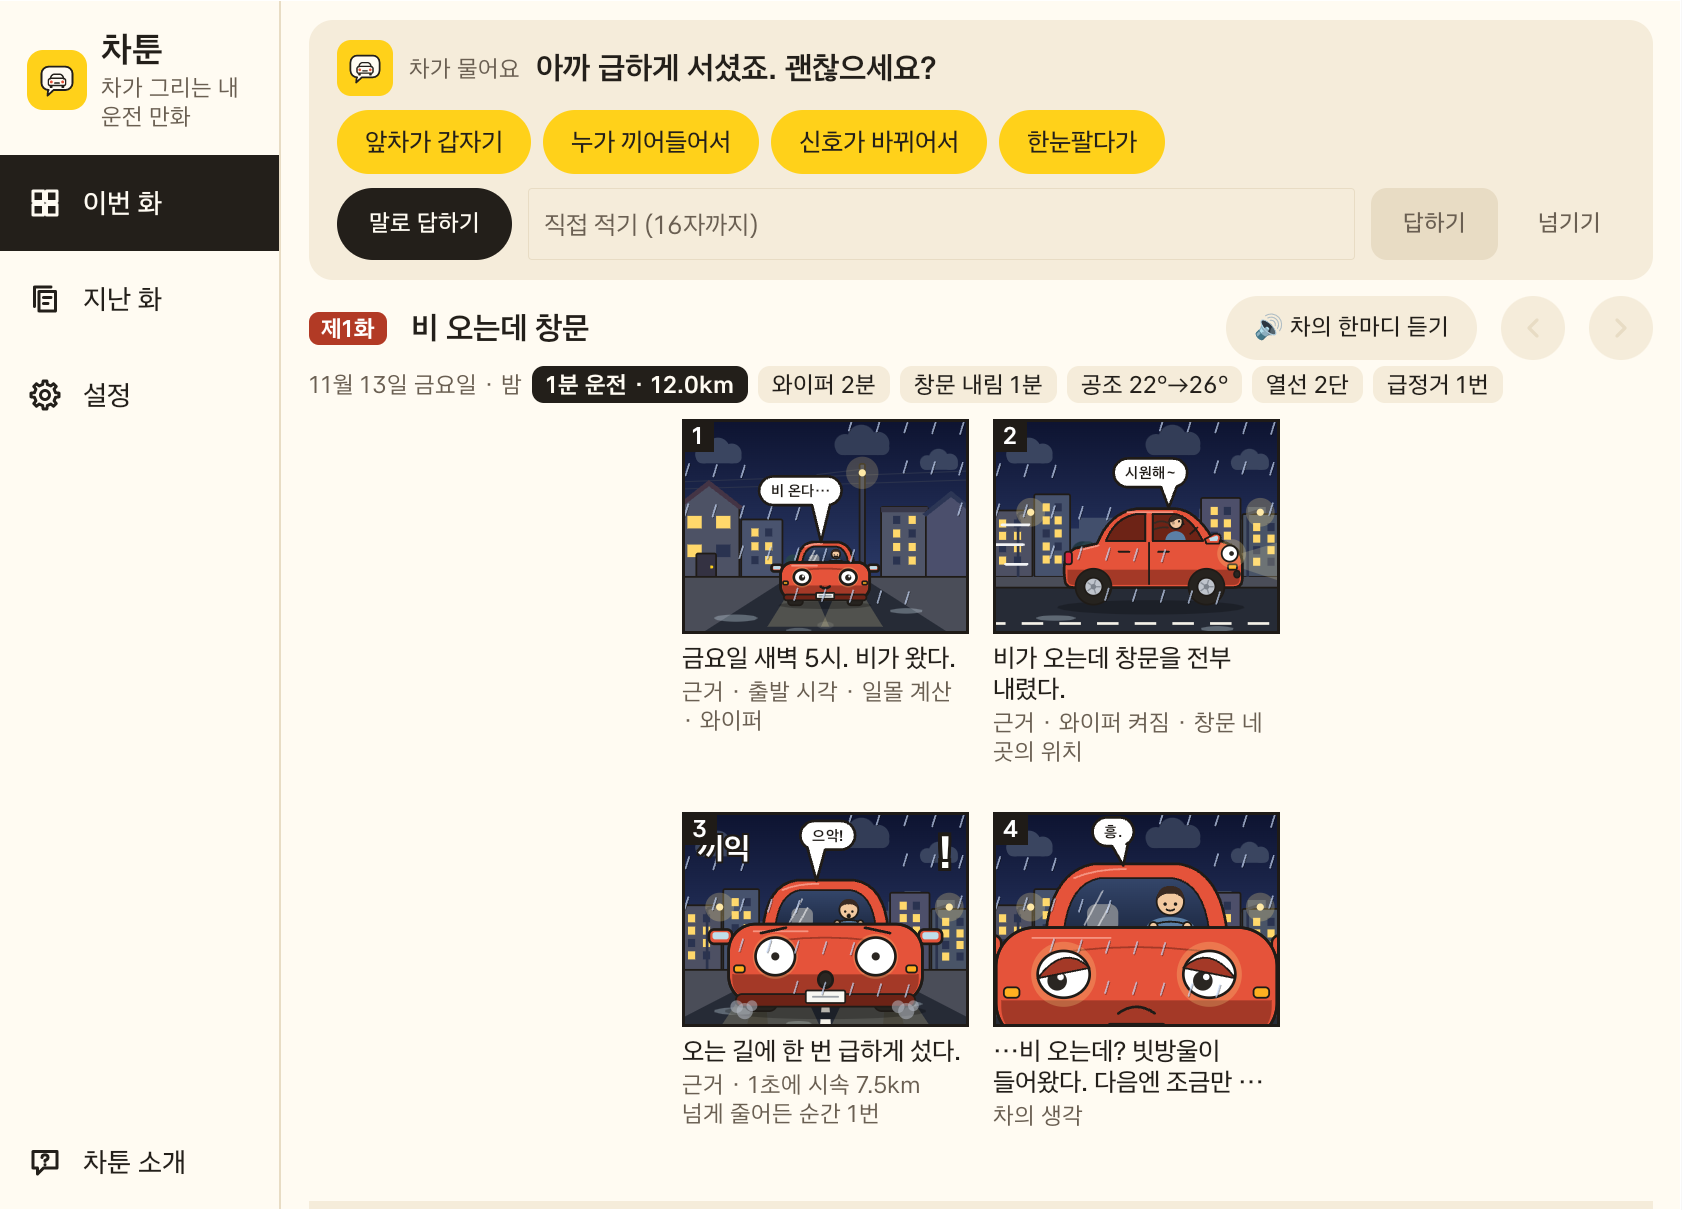 차툰
차가 그리는 내
운전 만화
이번 화
지난 화
설정
차툰 소개
차가 물어요 아까 급하게 서셨죠. 괜찮으세요?
앞차가 갑자기 누가 끼어들어서 신호가 바뀌어서 한눈팔다가
말로 답하기 직접 적기 (16자까지) 답하기 넘기기
제1화 비 오는데 창문 차의 한마디 듣기
11월 13일 금요일 · 밤 1분 운전 · 12.0km 와이퍼 2분 창문 내림 1분 공조 22°→26° 열선 2단 급정거 1번
1
비 온다…
금요일 새벽 5시. 비가 왔다.
근거 · 출발 시각 · 일몰 계산
· 와이퍼
2
시원해~
비가 오는데 창문을 전부
내렸다.
근거 · 와이퍼 켜짐 · 창문 네
곳의 위치
3
끼익
으악!
!
오는 길에 한 번 급하게 섰다.
근거 · 1초에 시속 7.5km
넘게 줄어든 순간 1번
4
흥.
…비 오는데? 빗방울이
들어왔다. 다음엔 조금만 …
차의 생각